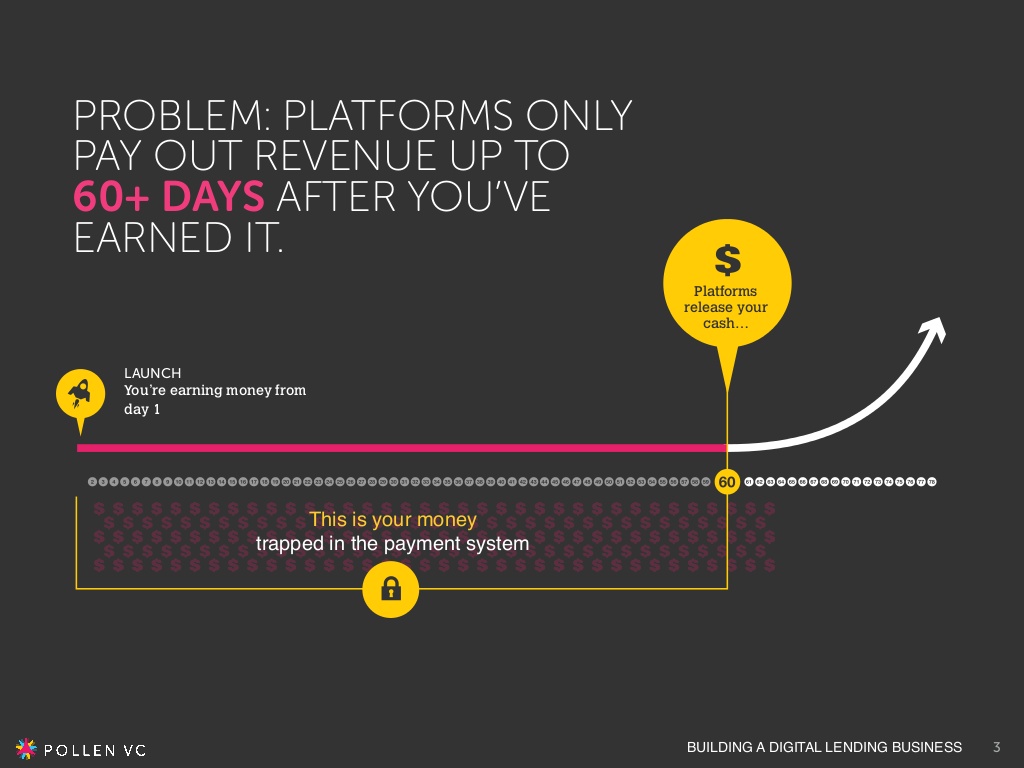 PROBLEM: PLATFORMS ONLY
PAY OUT REVENUE UP TO
60+ DAYS AFTER YOU’VE
EARNED IT.
$
Platforms
release your
cash…
LAUNCH
You’re earning money from
day 1
60
This is your money
trapped in the payment system
POLLEN VC
BUILDING A DIGITAL LENDING BUSINESS 3